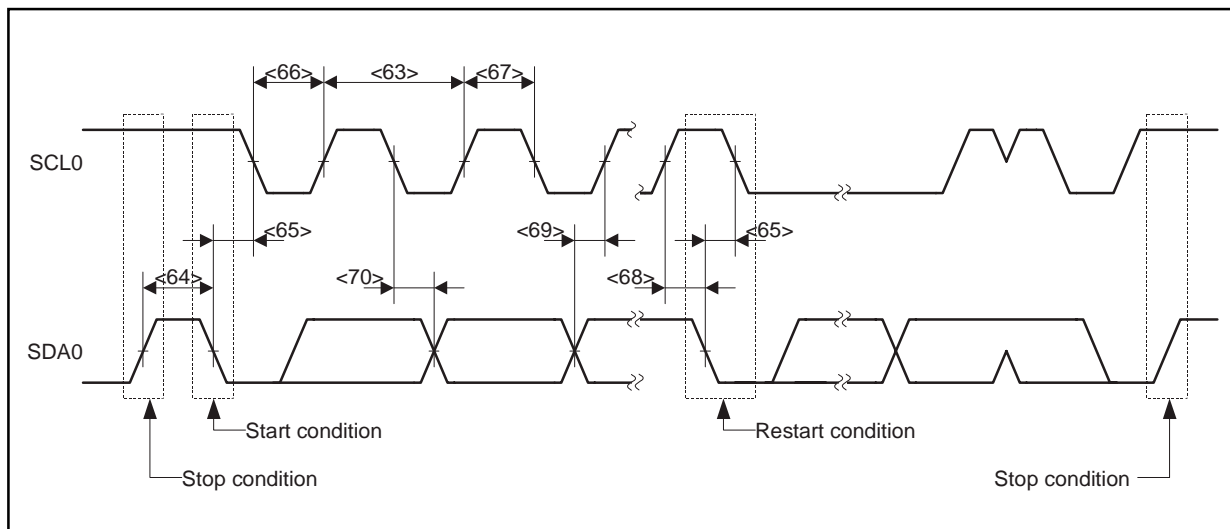 <66> <63> <67>
SCL0
<65> <69> <65>
<64> <70> <68>
SDA0
Start condition Restart condition
Stop condition Stop condition